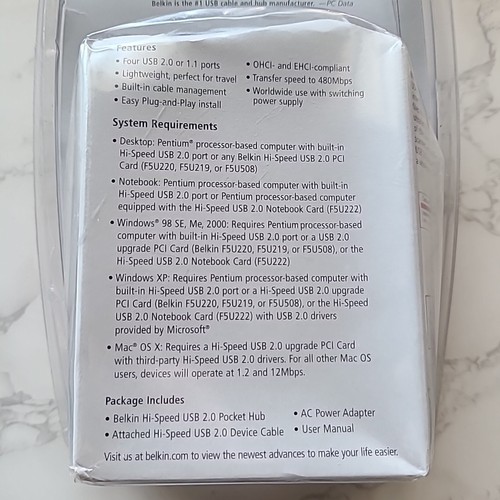 Belkin is the #1 USB cable and hub manufacturer. —PC Data
Features
• Four USB 2.0 or 1.1 ports
• Lightweight, perfect for travel
• Built-in cable management
• Easy Plug-and-Play install
• OHCI- and EHCI-compliant
• Transfer speed to 480Mbps
• Worldwide use with switching
power supply
System Requirements
• Desktop: Pentium® processor-based computer with built-in
Hi-Speed USB 2.0 port or any Belkin Hi-Speed USB 2.0 PCI
Card (F5U220, F5U219, or F5U508)
• Notebook: Pentium processor-based computer with built-in
Hi-Speed USB 2.0 port or Pentium processor-based computer
equipped with the Hi-Speed USB 2.0 Notebook Card (F5U222)
• Windows® 98 SE, Me, 2000: Requires Pentium processor-based
computer with built-in Hi-Speed USB 2.0 port or a USB 2.0
upgrade PCI Card (Belkin F5U220, F5U219, or F5U508), or the
Hi-Speed USB 2.0 Notebook Card (F5U222)
• Windows XP: Requires Pentium processor-based computer with
built-in Hi-Speed USB 2.0 port or a Hi-Speed USB 2.0 upgrade
PCI Card (Belkin F5U220, F5U219, or F5U508), or the Hi-Speed
USB 2.0 Notebook Card (F5U222) with USB 2.0 drivers
provided by Microsoft®
• Mac® OS X: Requires a Hi-Speed USB 2.0 upgrade PCI Card
with third-party Hi-Speed USB 2.0 drivers. For all other Mac OS
users, devices will operate at 1.2 and 12Mbps.
Package Includes
• Belkin Hi-Speed USB 2.0 Pocket Hub
• Attached Hi-Speed USB 2.0 Device Cable
• AC Power Adapter
• User Manual
Visit us at belkin.com to view the newest advances to make your life easier.